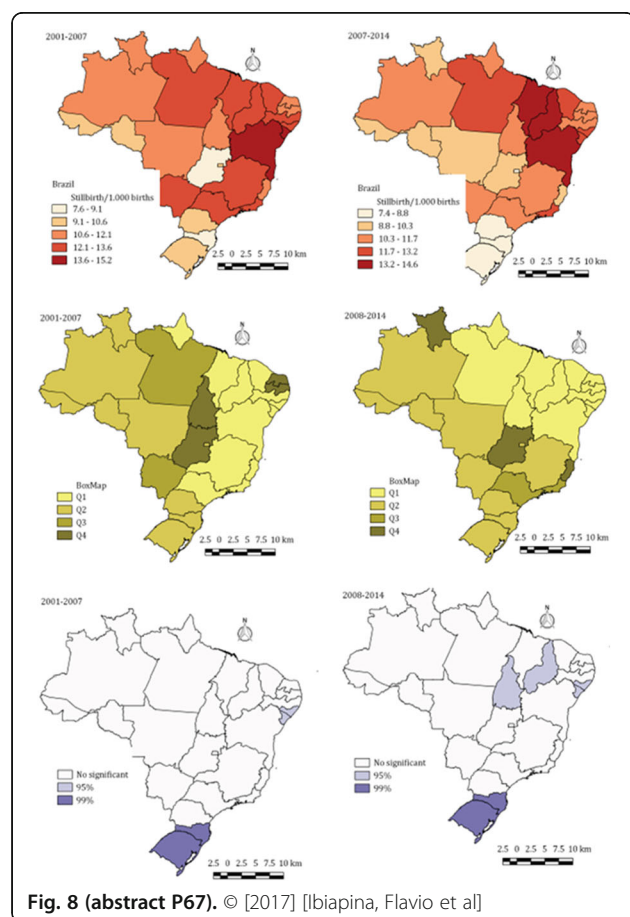 2001-2007
N
Brazil
Stillbirth/1.000 births
7.6 - 9.1
9.1 - 10.6
10.6 - 12.1
12.1 - 13.6
13.6 - 15.2
2.5 0 2.5 5 7.5 10 km
2007-2014
N
Brazil
Stillbirth/1.000 births
7.4 - 8.8
8.8 - 10.3
10.3 - 11.7
11.7 - 13.2
13.2 - 14.6
2.5 0 2.5 5 7.5 10 km
2001-2007
N
BoxMap
Q1
Q2
Q3
Q4
2.5 0 2.5 5 7.5 10 km
2008-2014
N
BoxMap
Q1
Q2
Q3
Q4
2.5 0 2.5 5 7.5 10 km
2001-2007
N
No significant
95%
99%
2.5 0 2.5 5 7.5 10 km
2008-2014
N
No significant
95%
99%
2.5 0 2.5 5 7.5 10 km
Fig. 8 (abstract P67). © [2017] [Ibiapina, Flavio et al]